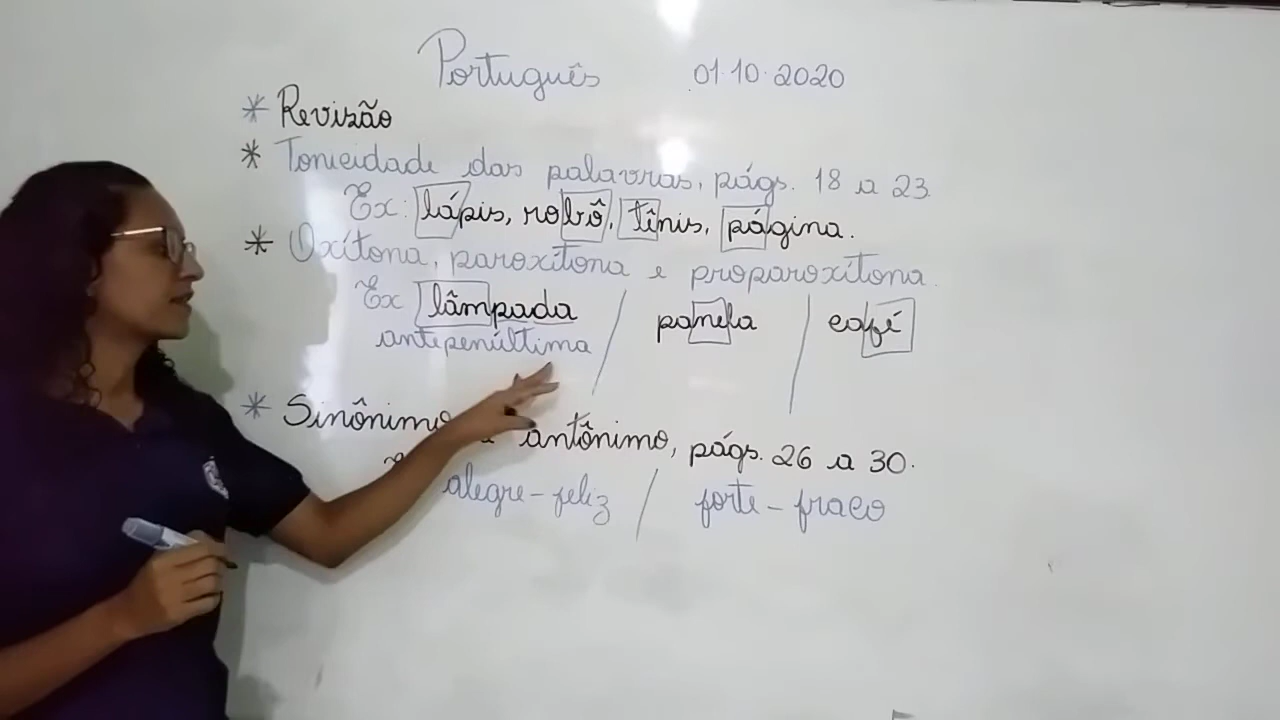 Português 01.10.2020
* Revisão
* Tonicidade das palavras, págs. 18 a 23
Ex: lápis, robô, tênis, página.
* Oxítona, paroxítona e proparoxítona.
Ex lâmpada / panela / café
antepenúltima
* Sinônimo antônimo, págs. 26 a 30.
alegre - feliz / forte - fraco